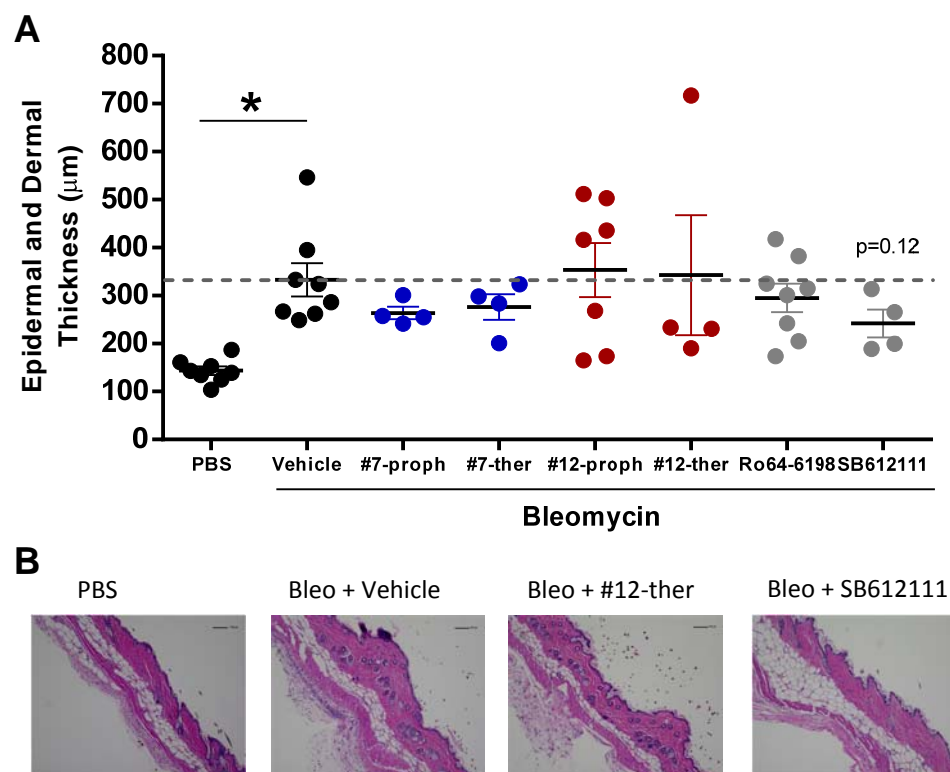 A
Epidermal and Dermal
Thickness (μm)
800
700
600
500
400
300
200
100
0
*
p=0.12
PBS Vehicle #7-proph #7-ther #12-proph #12-ther Ro64-6198 SB612111
Bleomycin
B
PBS Bleo + Vehicle Bleo + #12-ther Bleo + SB612111